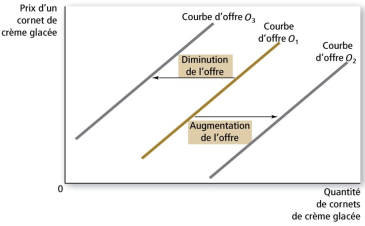 Prix d'un
cornet de
crème glacée
Courbe d'offre O3
Courbe
d'offre O1
Courbe
d'offre O2
Diminution
de l'offre
Augmentation
de l'offre
0
Quantité
de cornets
de crème glacée